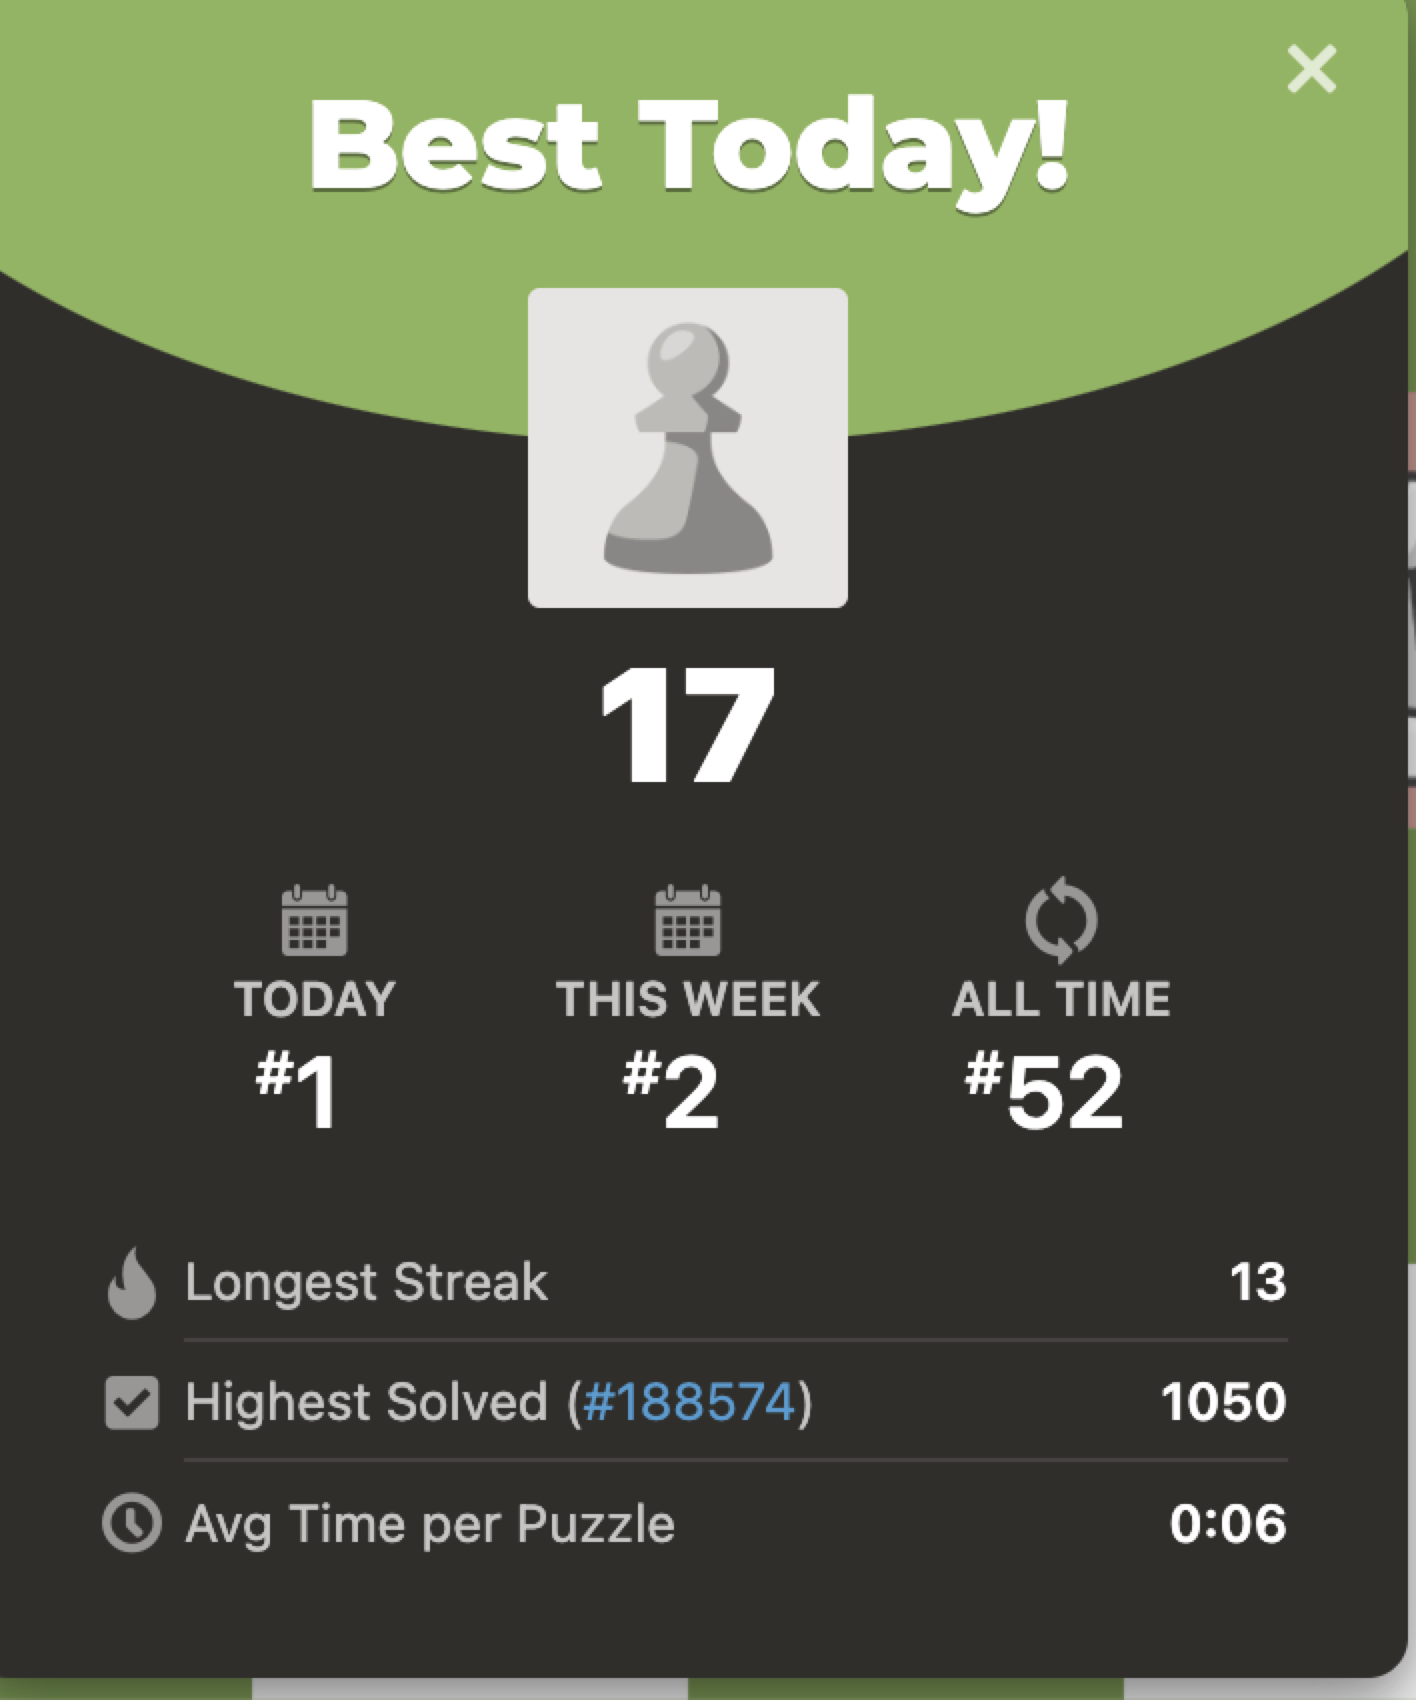 Best Today!
17
TODAY
THIS WEEK
ALL TIME
#1
#2
#52
Longest Streak
13
Highest Solved (#188574)
1050
Avg Time per Puzzle
0:06